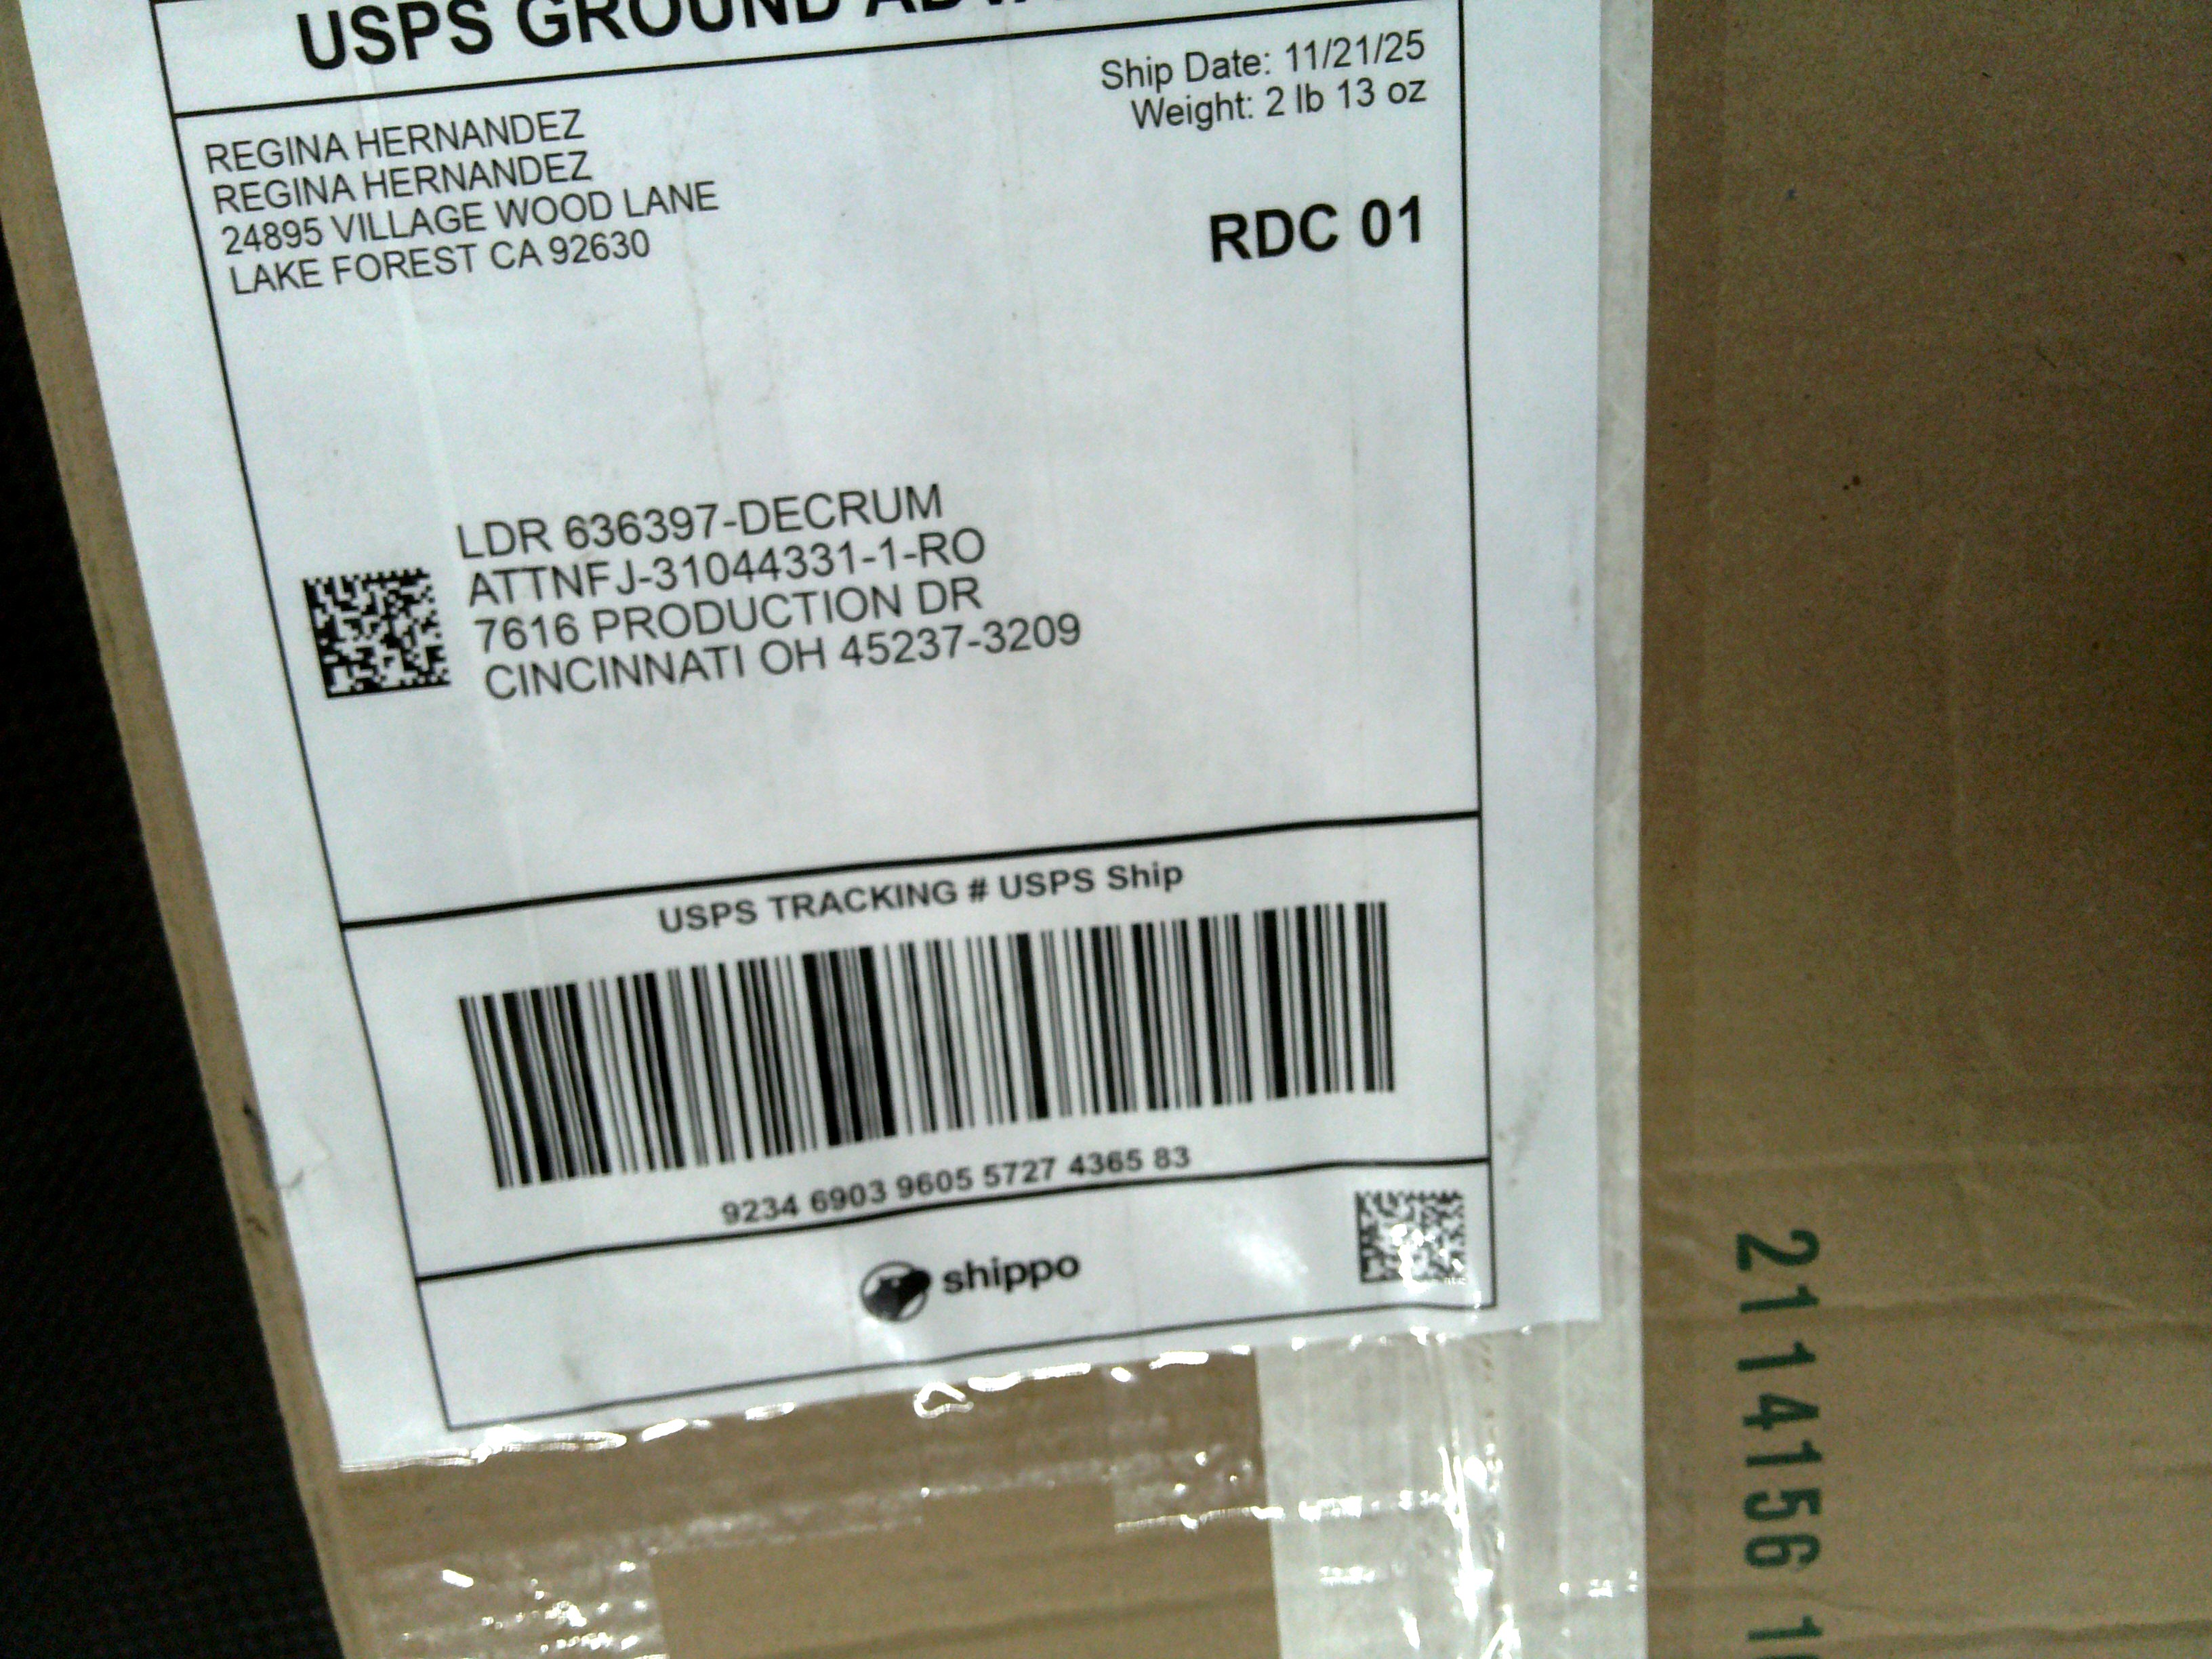 USPS GROUND
Ship Date: 11/21/25
Weight: 2 lb 13 oz
REGINA HERNANDEZ
REGINA HERNANDEZ
24895 VILLAGE WOOD LANE
LAKE FOREST CA 92630
RDC 01
LDR 636397-DECRUM
ATTNFJ-31044331-1-RO
7616 PRODUCTION DR
CINCINNATI OH 45237-3209
USPS TRACKING # USPS Ship
9234 6903 9605 5727 4365 83
shippo
21141561